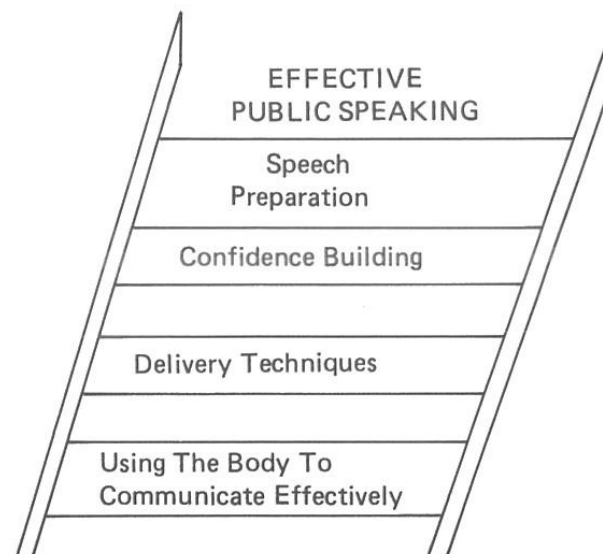 EFFECTIVE
PUBLIC SPEAKING
Speech
Preparation
Confidence Building
Delivery Techniques
Using The Body To
Communicate Effectively